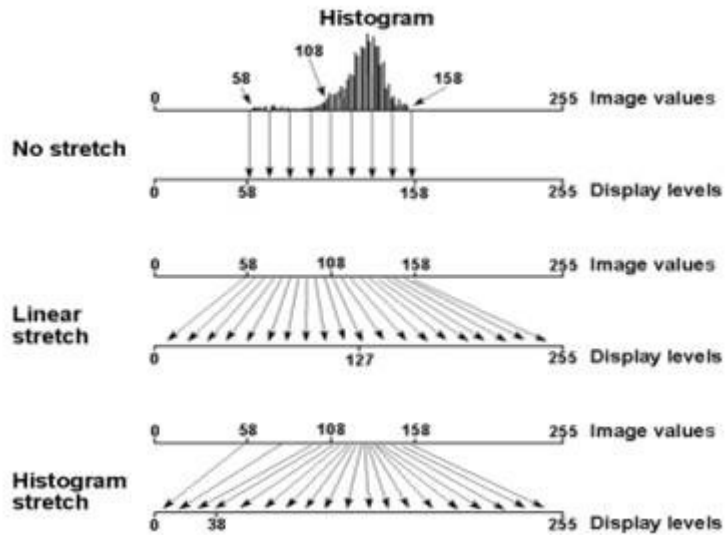 Histogram
108
58 158
0 255 Image values
No stretch
0 58 158 255 Display levels
0 58 108 158 255 Image values
Linear
stretch
0 127 255 Display levels
0 58 108 158 255 Image values
Histogram
stretch
0 38 255 Display levels